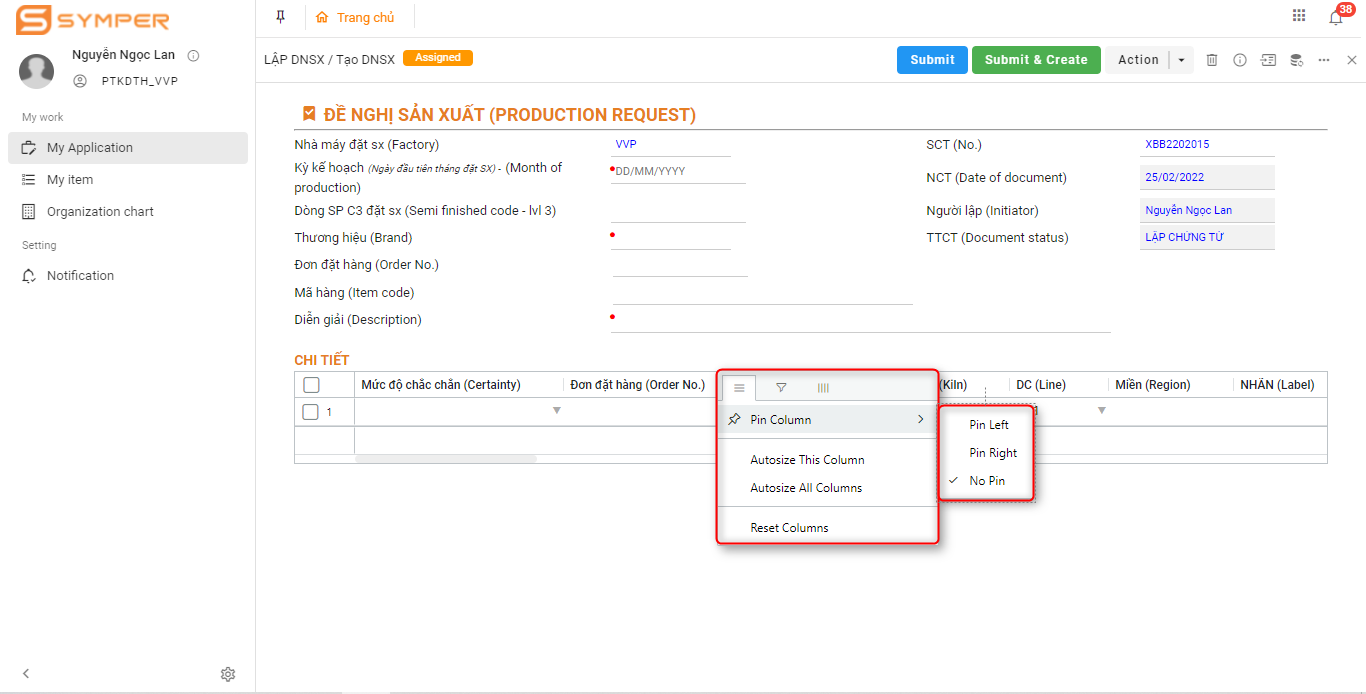 SYMPER
Trang chủ
38
Nguyễn Ngọc Lan
PTKDTH_VVP
My work
My Application
My item
Organization chart
Setting
Notification
LẬP DNSX / Tạo DNSX
Assigned
Submit
Submit & Create
Action
ĐỀ NGHỊ SẢN XUẤT (PRODUCTION REQUEST)
Nhà máy đặt sx (Factory)
VVP
SCT (No.)
XBB2202015
Kỳ kế hoạch (Ngày đầu tiên tháng đặt SX) - (Month of
production)
DD/MM/YYYY
NCT (Date of document)
25/02/2022
Dòng SP C3 đặt sx (Semi finished code - lvl 3)
Người lập (Initiator)
Nguyễn Ngọc Lan
Thương hiệu (Brand)
TTCT (Document status)
LẬP CHỨNG TỪ
Đơn đặt hàng (Order No.)
Mã hàng (Item code)
Diễn giải (Description)
CHI TIẾT
Mức độ chắc chắn (Certainty)
Đơn đặt hàng (Order No.)
(Kiln)
DC (Line)
Miền (Region)
NHÃN (Label)
1
Pin Column
Autosize This Column
Autosize All Columns
Reset Columns
Pin Left
Pin Right
No Pin